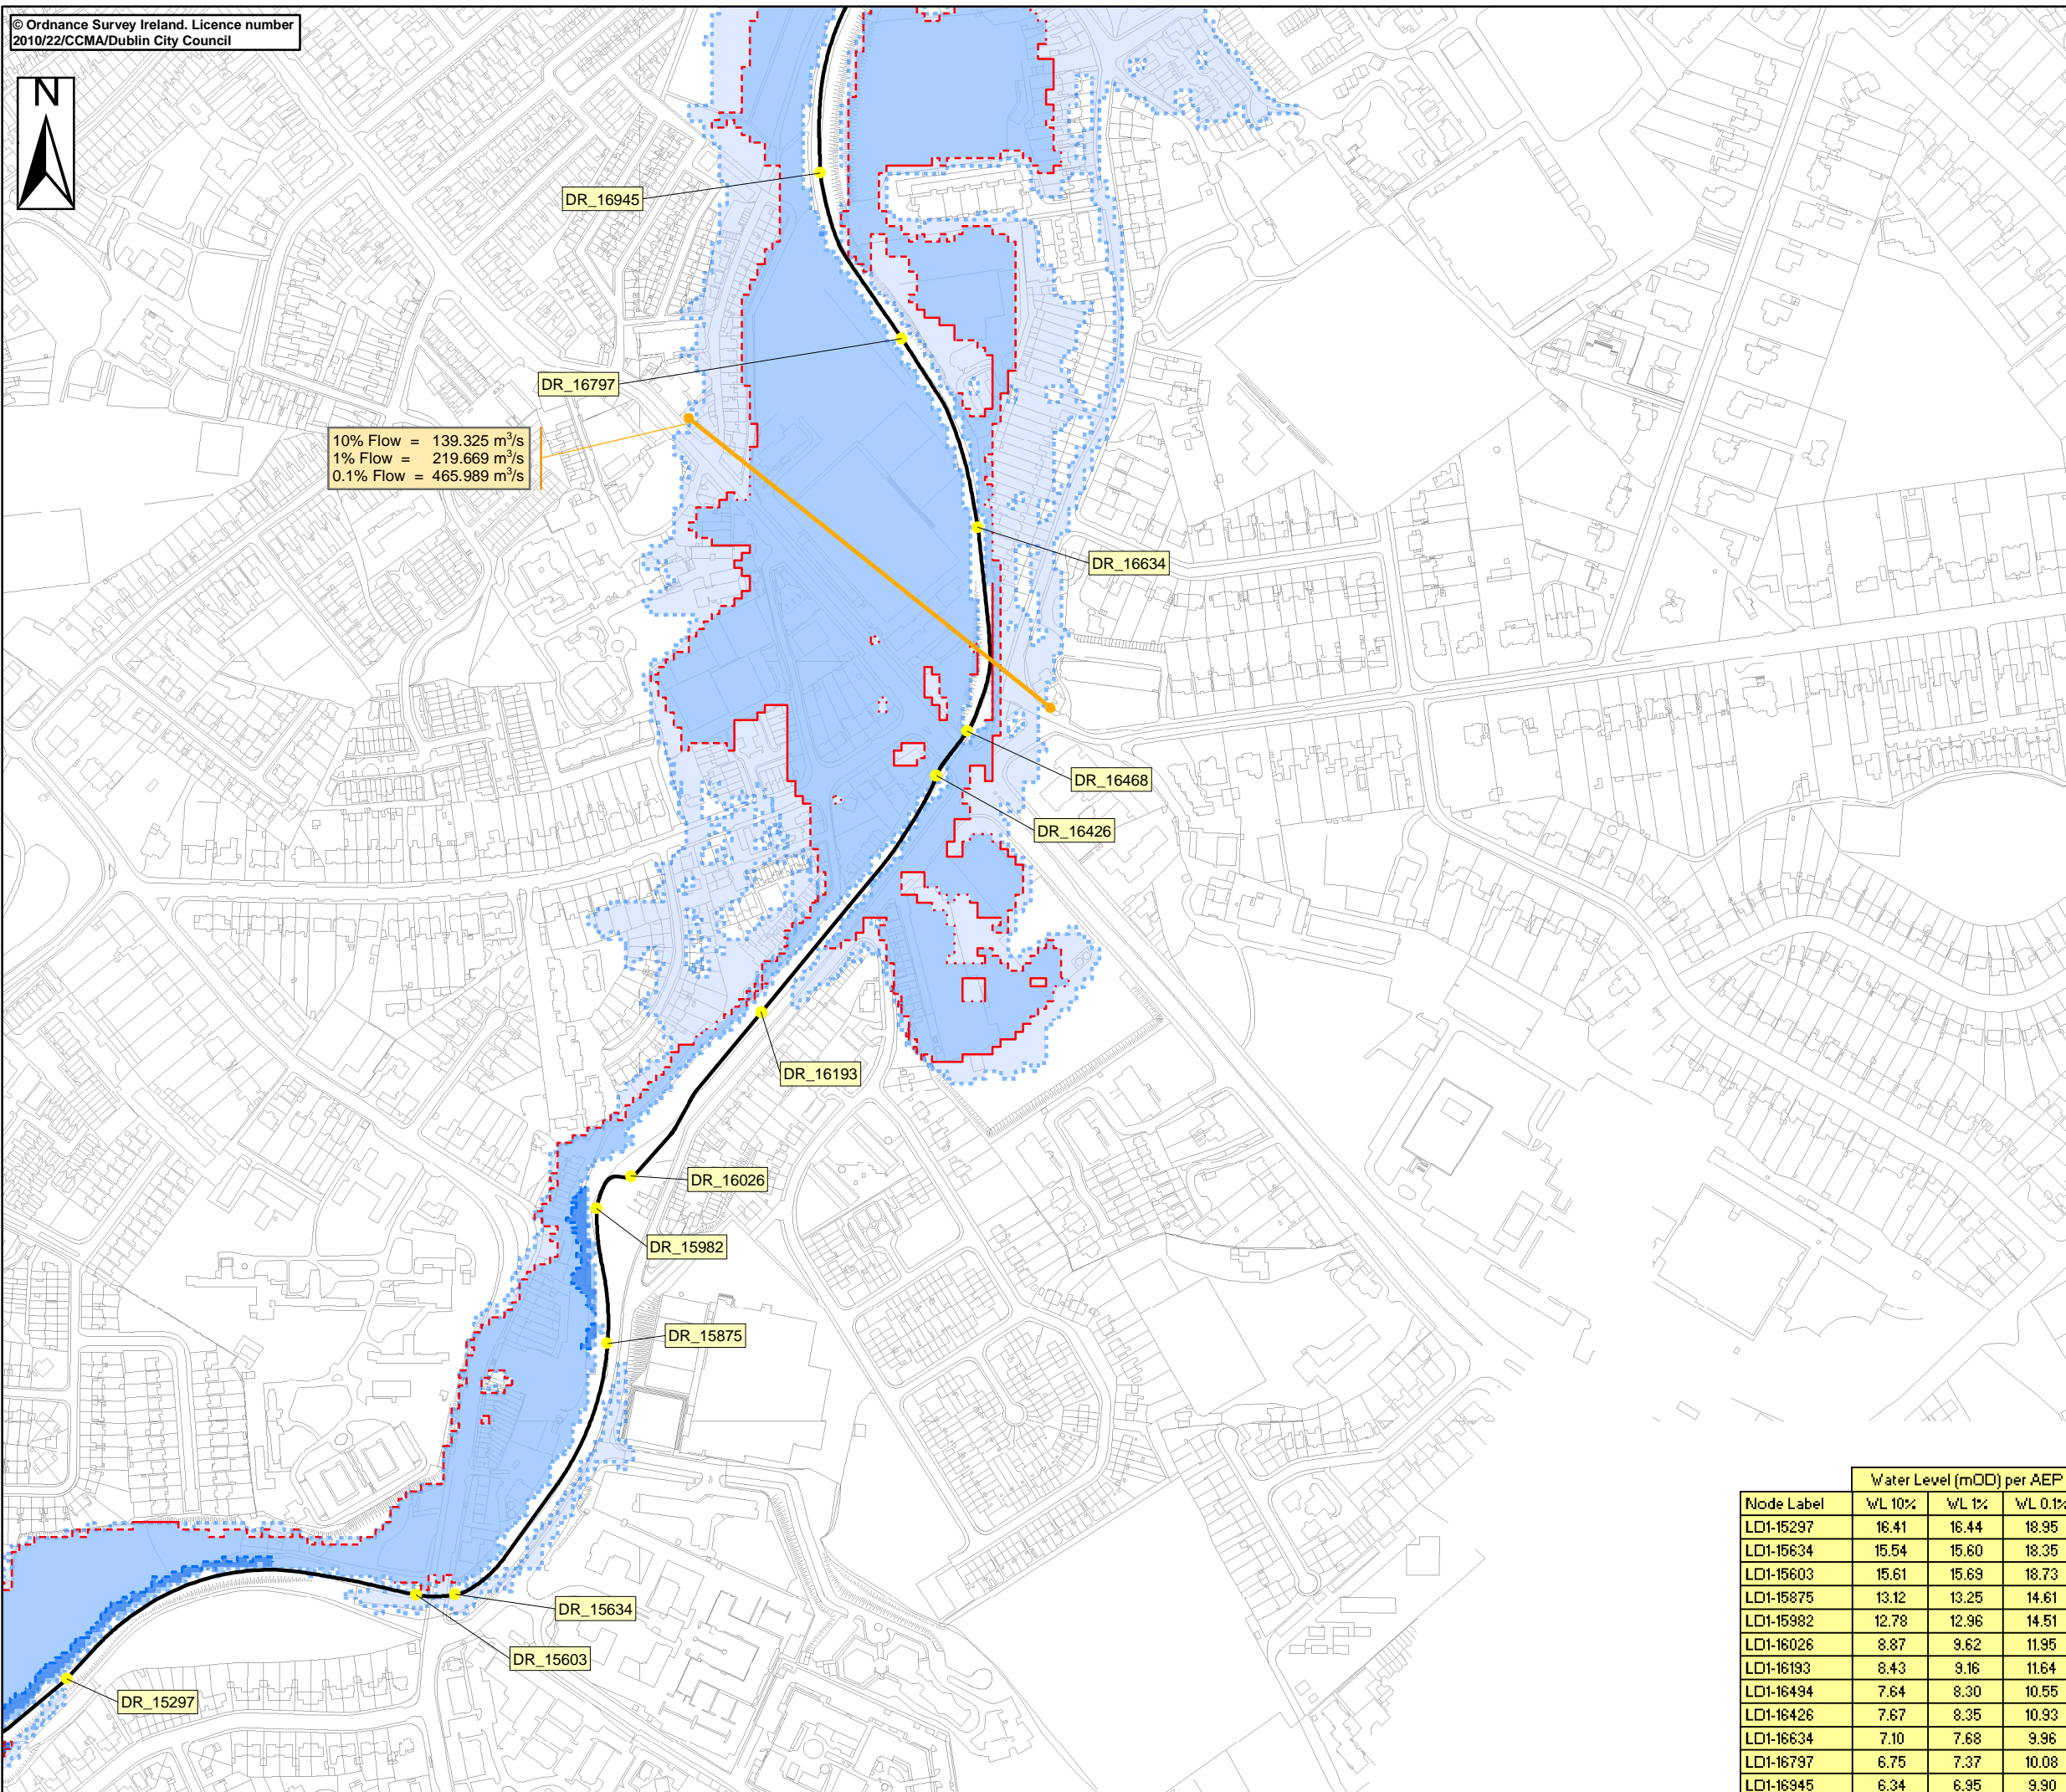 © Ordnance Survey Ireland. Licence number
2010/22/CCMA/Dublin City Council
N
DR_16945
DR_16797
10% Flow = 139.325 m³/s
1% Flow = 219.669 m³/s
0.1% Flow = 465.989 m³/s
DR_16634
DR_16468
DR_16426
DR_16193
DR_16026
DR_15982
DR_15875
DR_15634
DR_15603
DR_15297
Water Level (mOD) per AEP
Node Label WL 10% WL 1% WL 0.1%
LD1-15297 16.41 16.44 18.95
LD1-15634 15.54 15.60 18.35
LD1-15603 15.61 15.69 18.73
LD1-15875 13.12 13.25 14.61
LD1-15982 12.78 12.96 14.51
LD1-16026 8.87 9.62 11.95
LD1-16193 8.43 9.16 11.64
LD1-16494 7.64 8.30 10.55
LD1-16426 7.67 8.35 10.93
LD1-16634 7.10 7.68 9.96
LD1-16797 6.75 7.37 10.08
LD1-16945 6.34 6.95 9.90